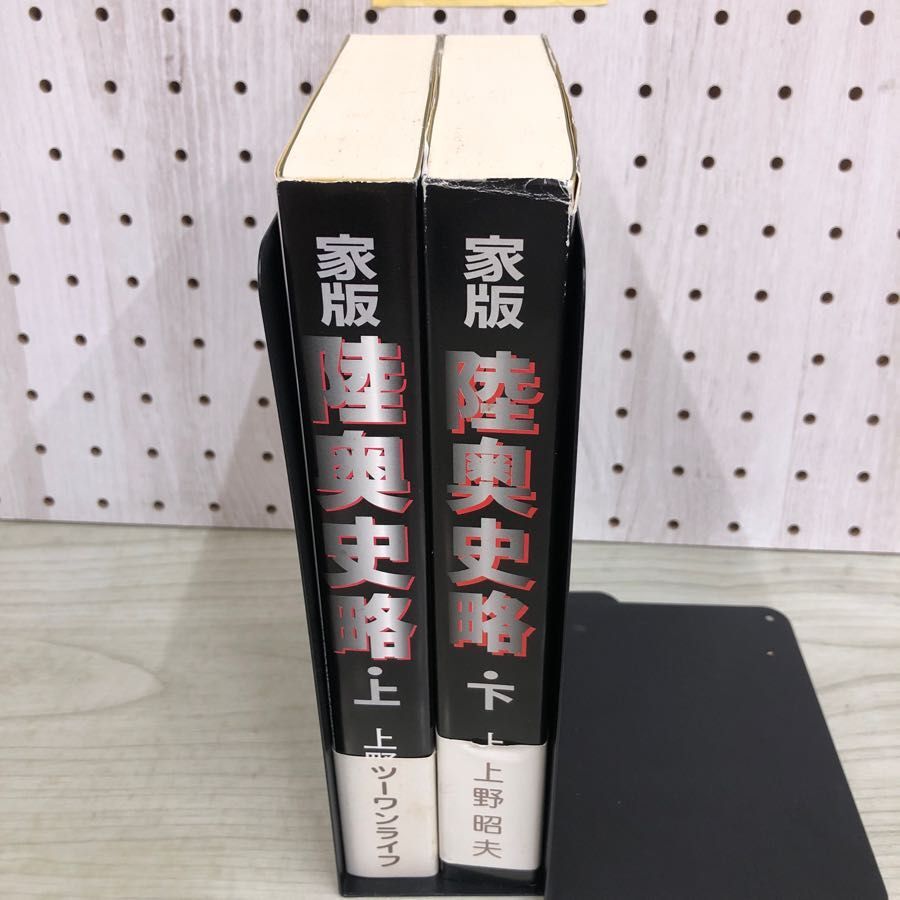 家版
陸奥史略・上
上野
ツーワンライフ
家版
陸奥史略・下
上
上野昭夫